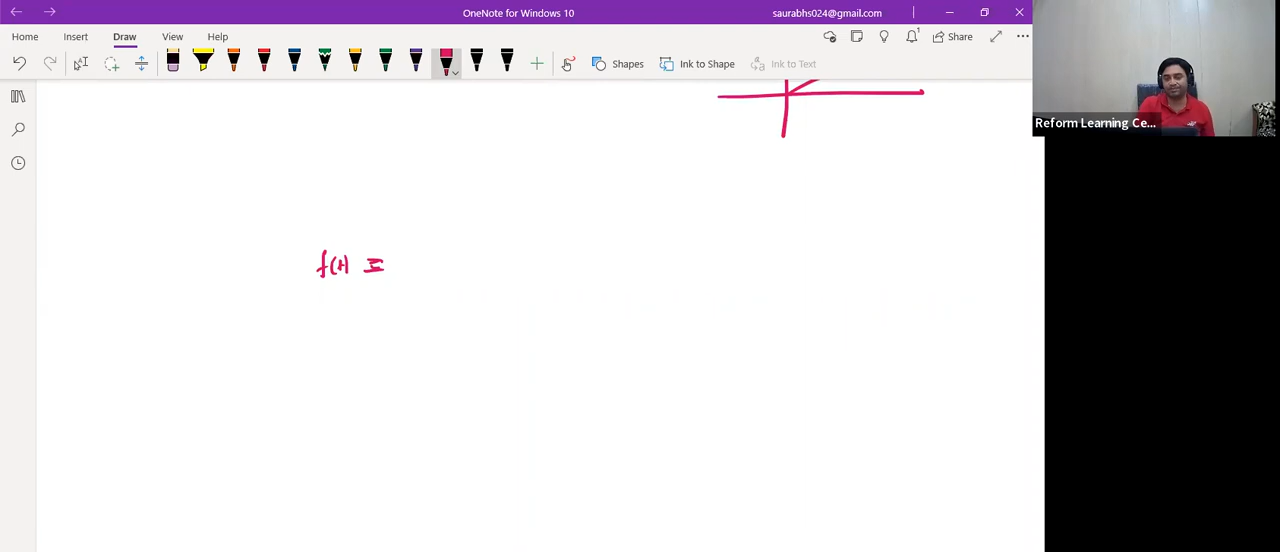 OneNote for Windows 10
saurabhs024@gmail.com
Home Insert Draw View Help
Share
Shapes
Ink to Shape
Ink to Text
Reform Learning Ce...
f(x) =